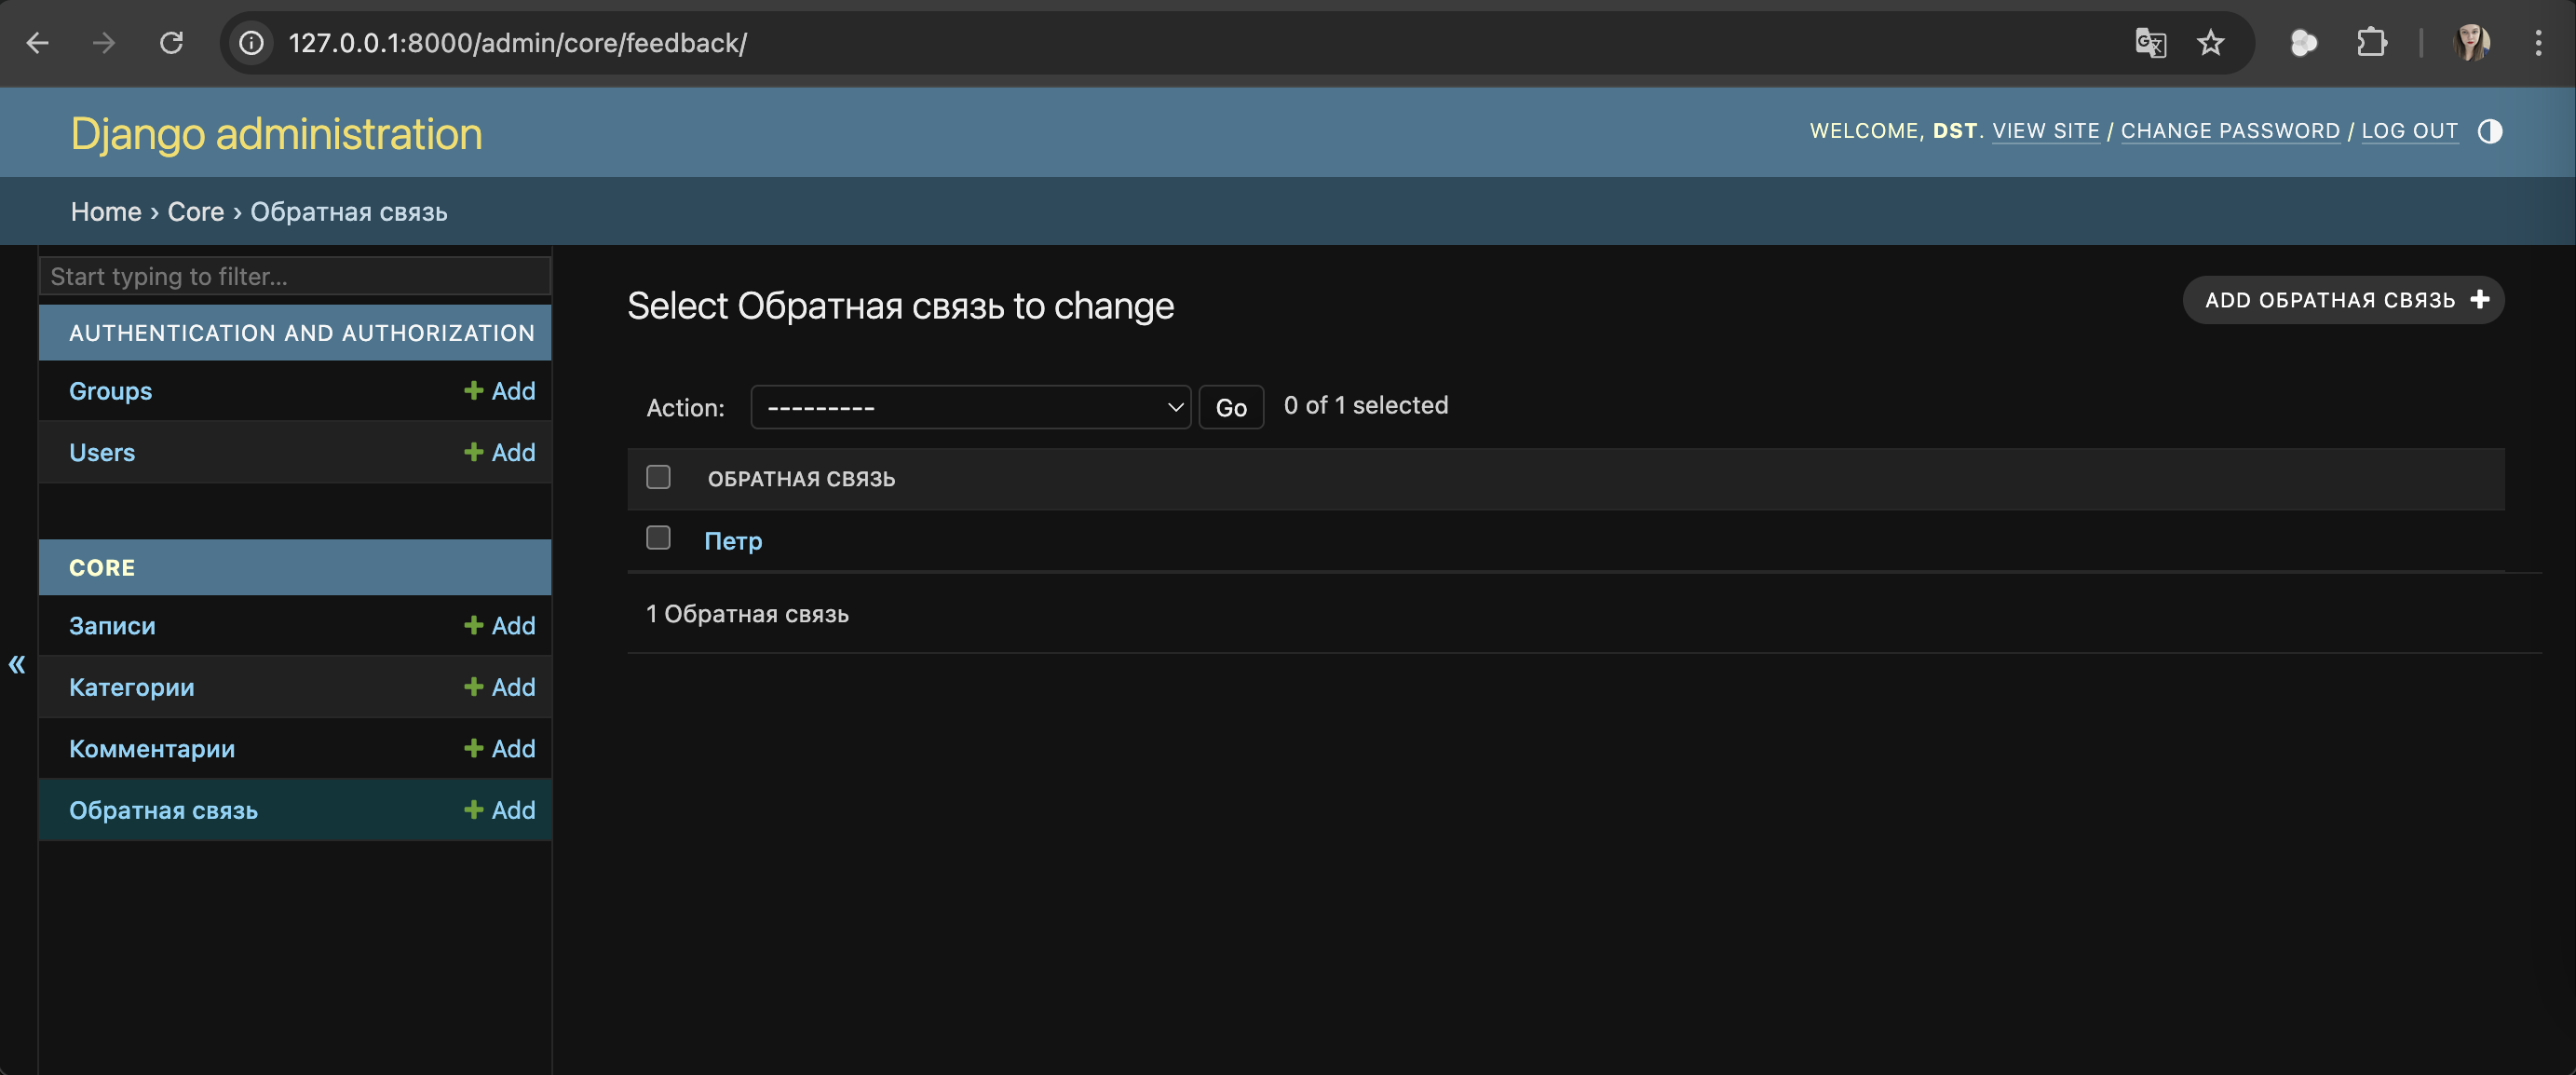 127.0.0.1:8000/admin/core/feedback/
Django administration
WELCOME, DST. VIEW SITE / CHANGE PASSWORD / LOG OUT
Home › Core › Обратная связь
Start typing to filter...
AUTHENTICATION AND AUTHORIZATION
Groups + Add
Users + Add
CORE
Записи + Add
Категории + Add
Комментарии + Add
Обратная связь + Add
«
Select Обратная связь to change
ADD ОБРАТНАЯ СВЯЗЬ +
Action: --------- Go 0 of 1 selected
ОБРАТНАЯ СВЯЗЬ
Петр
1 Обратная связь